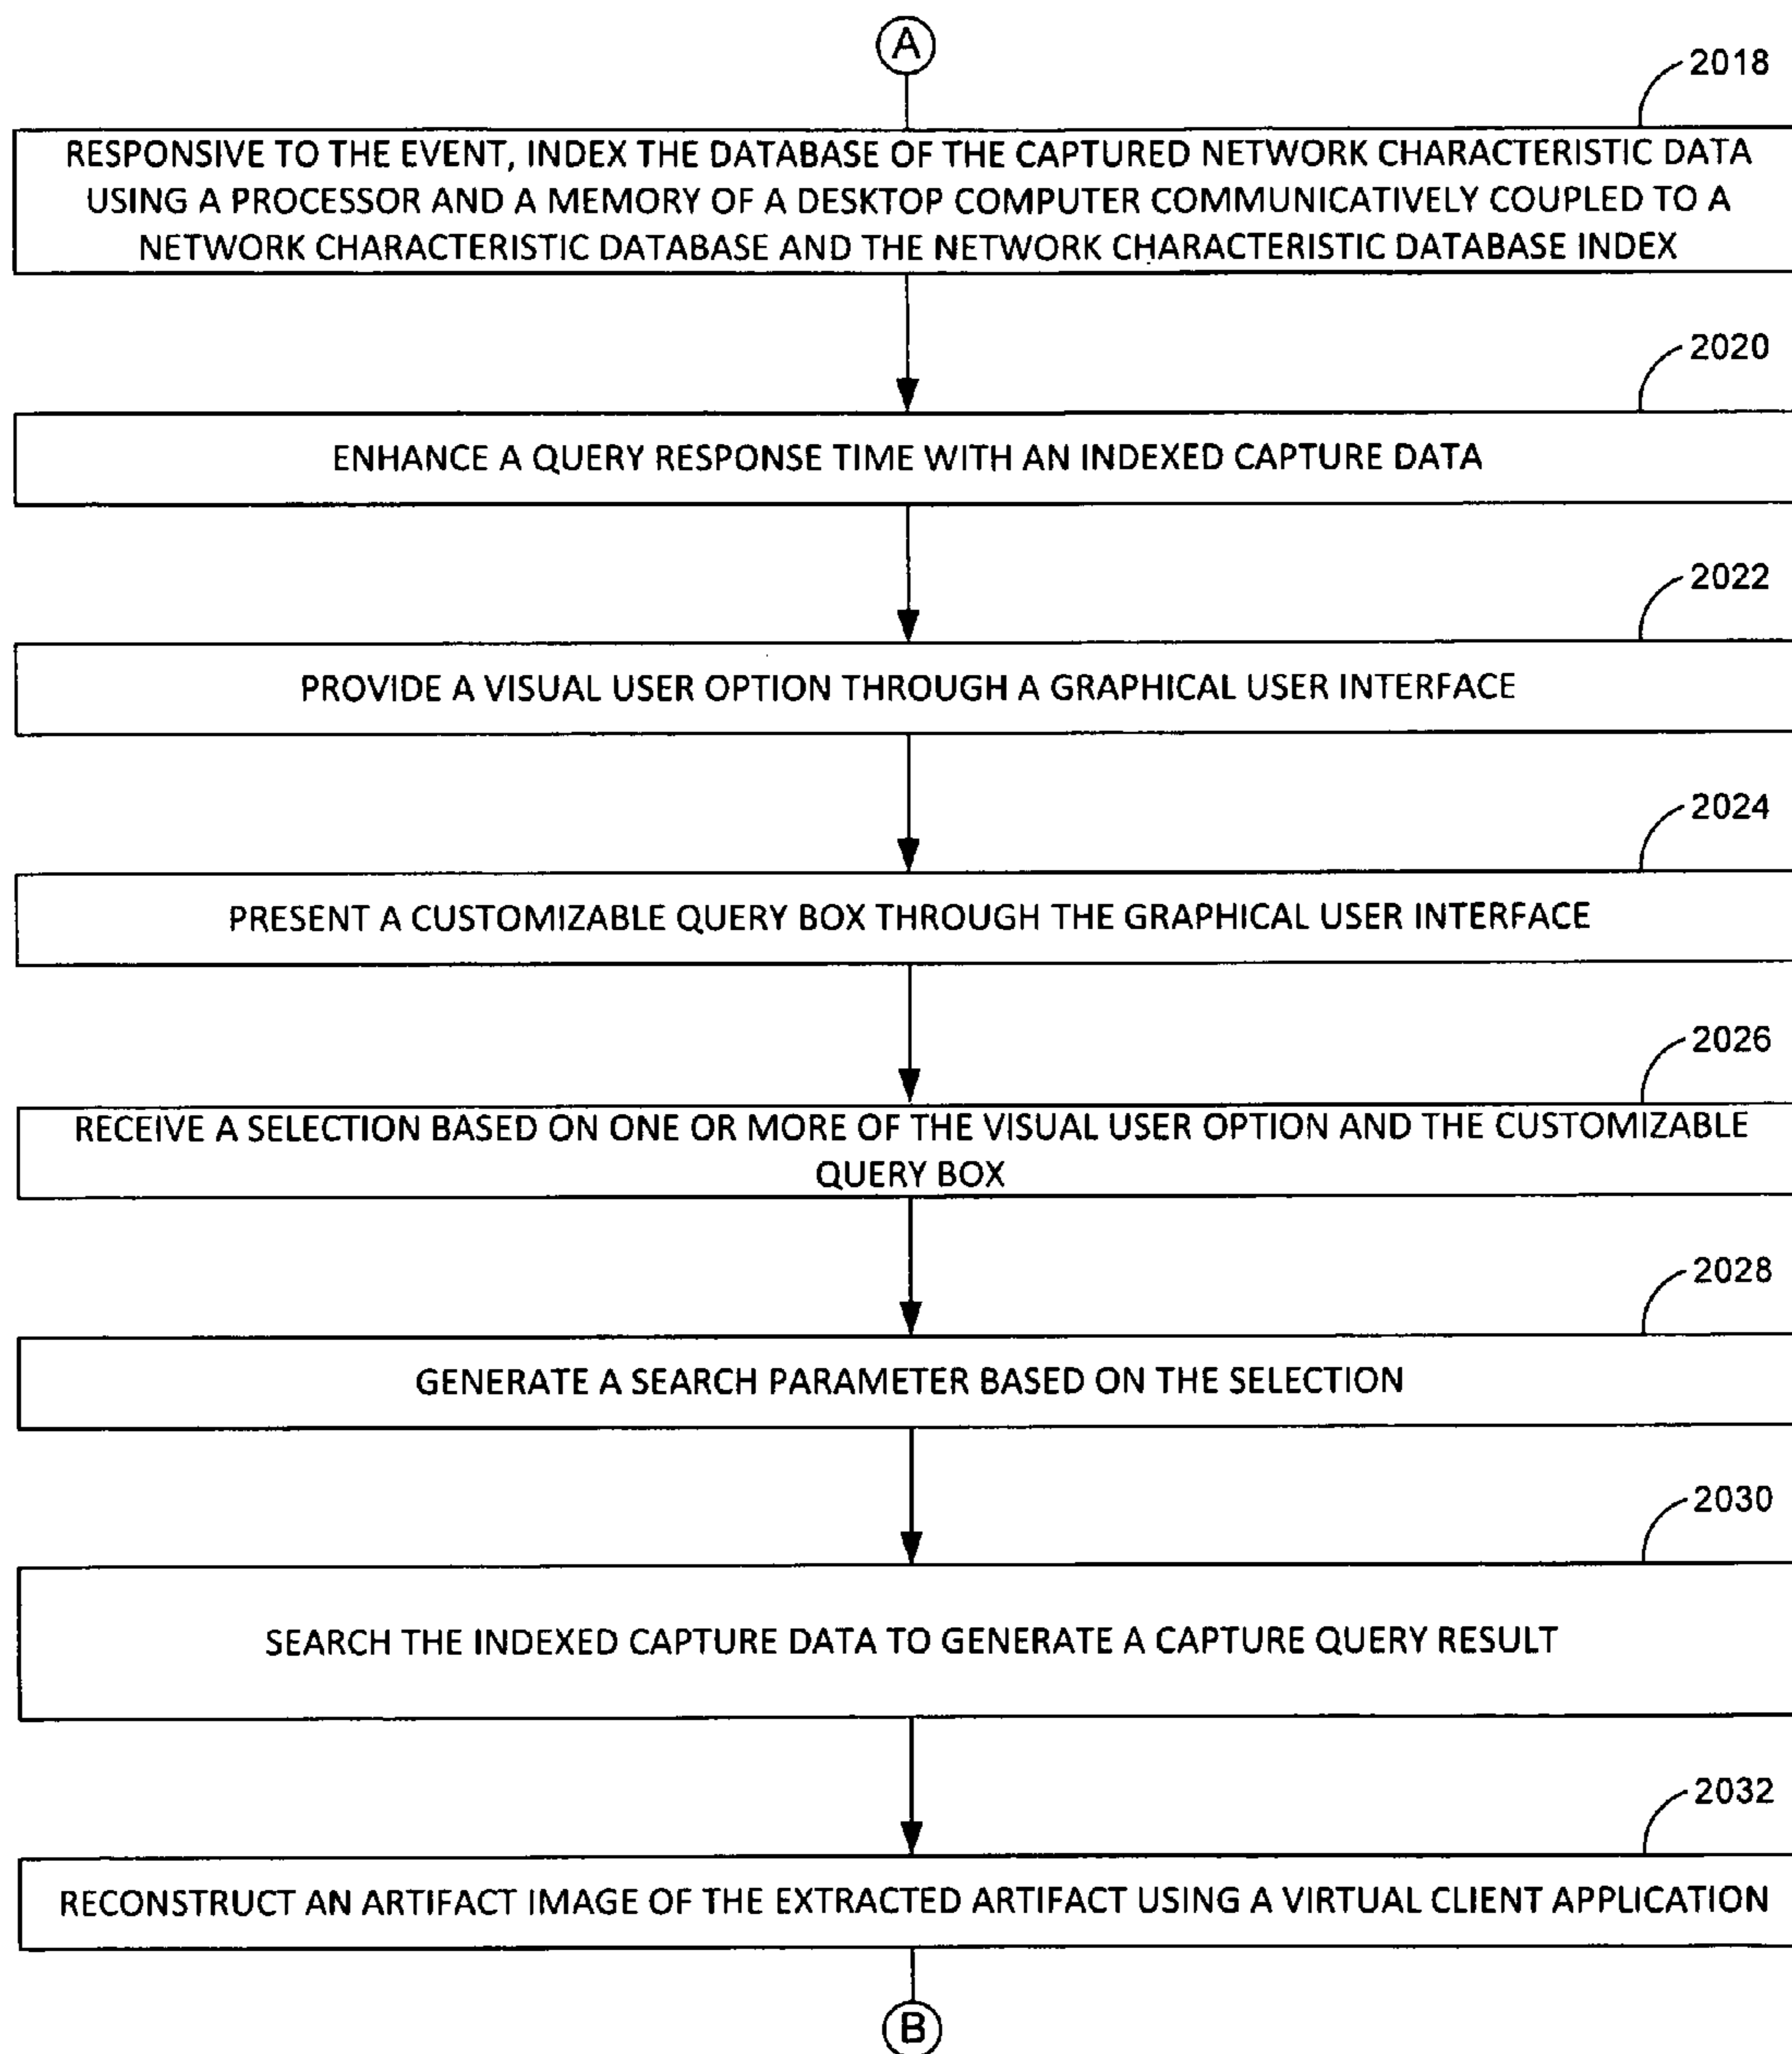 A
2018
RESPONSIVE TO THE EVENT, INDEX THE DATABASE OF THE CAPTURED NETWORK CHARACTERISTIC DATA
USING A PROCESSOR AND A MEMORY OF A DESKTOP COMPUTER COMMUNICATIVELY COUPLED TO A
NETWORK CHARACTERISTIC DATABASE AND THE NETWORK CHARACTERISTIC DATABASE INDEX
2020
ENHANCE A QUERY RESPONSE TIME WITH AN INDEXED CAPTURE DATA
2022
PROVIDE A VISUAL USER OPTION THROUGH A GRAPHICAL USER INTERFACE
2024
PRESENT A CUSTOMIZABLE QUERY BOX THROUGH THE GRAPHICAL USER INTERFACE
2026
RECEIVE A SELECTION BASED ON ONE OR MORE OF THE VISUAL USER OPTION AND THE CUSTOMIZABLE
QUERY BOX
2028
GENERATE A SEARCH PARAMETER BASED ON THE SELECTION
2030
SEARCH THE INDEXED CAPTURE DATA TO GENERATE A CAPTURE QUERY RESULT
2032
RECONSTRUCT AN ARTIFACT IMAGE OF THE EXTRACTED ARTIFACT USING A VIRTUAL CLIENT APPLICATION
B